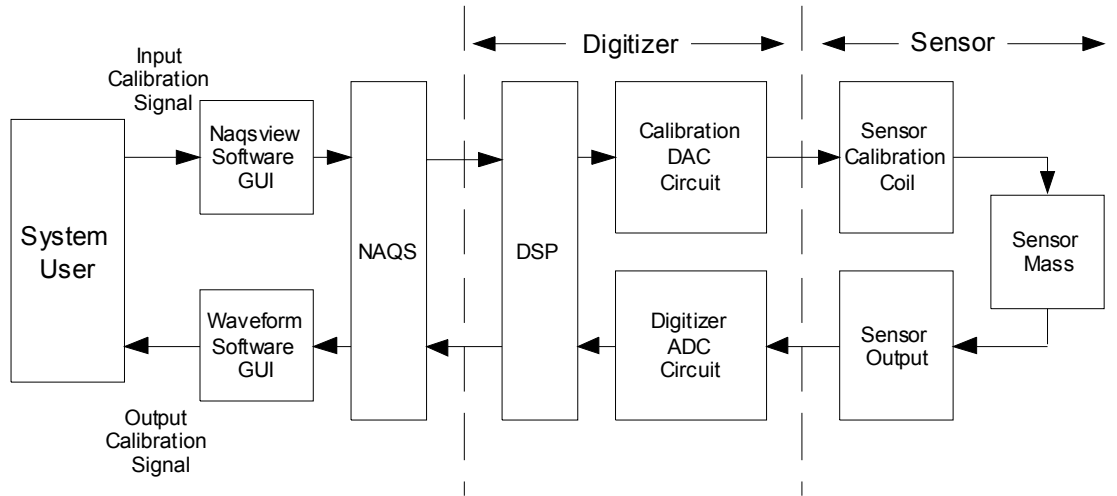 Digitizer
Sensor
Input
Calibration
Signal
System
User
Naqsview
Software
GUI
NAQS
DSP
Calibration
DAC
Circuit
Sensor
Calibration
Coil
Sensor
Mass
Waveform
Software
GUI
Digitizer
ADC
Circuit
Sensor
Output
Output
Calibration
Signal